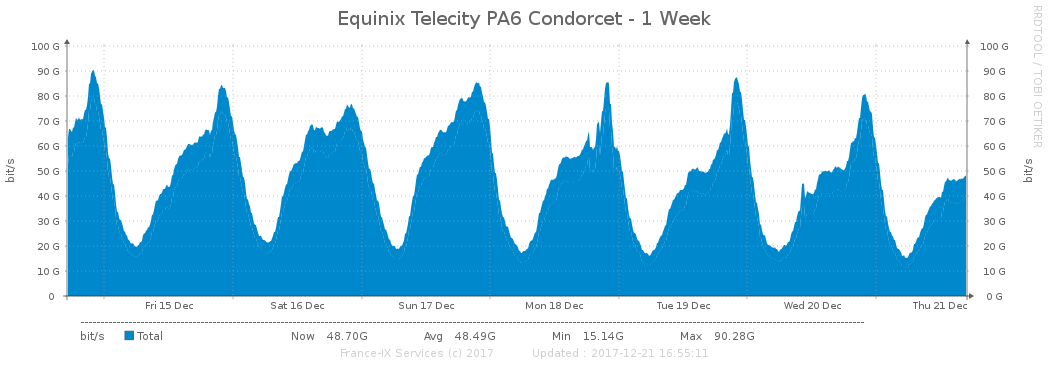 Equinix Telecity PA6 Condorcet - 1 Week
RRDTOOL / TOBI OETIKER
100 G 100 G
90 G 90 G
80 G 80 G
70 G 70 G
60 G 60 G
50 G 50 G
40 G 40 G
30 G 30 G
20 G 20 G
10 G 10 G
0 0 G
bit/s
bit/s
Fri 15 Dec Sat 16 Dec Sun 17 Dec Mon 18 Dec Tue 19 Dec Wed 20 Dec Thu 21 Dec
bit/s Total Now 48.70G Avg 48.49G Min 15.14G Max 90.28G
France-IX Services (c) 2017 Updated : 2017-12-21 16:55:11